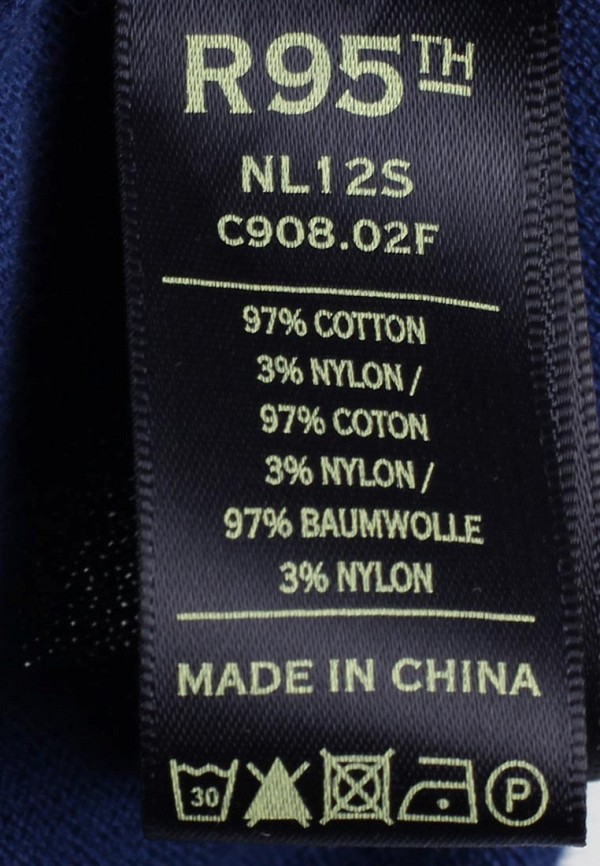 R95TH
NL12S
C908.02F
97% COTTON
3% NYLON /
97% COTON
3% NYLON /
97% BAUMWOLLE
3% NYLON
MADE IN CHINA
30 P